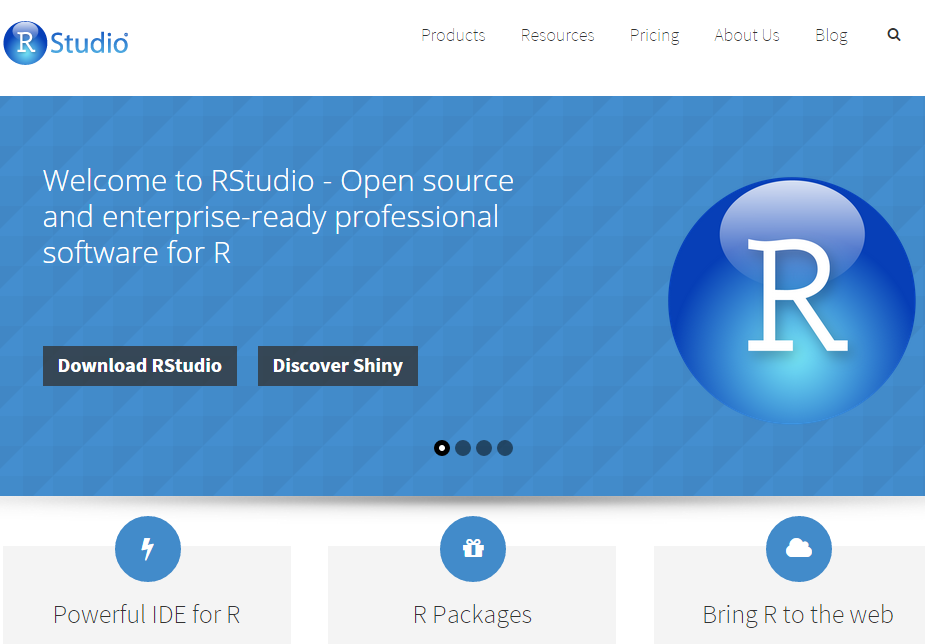 R Studio
Products Resources Pricing About Us Blog
Welcome to RStudio - Open source
and enterprise-ready professional
software for R
R
Download RStudio Discover Shiny
Powerful IDE for R R Packages Bring R to the web